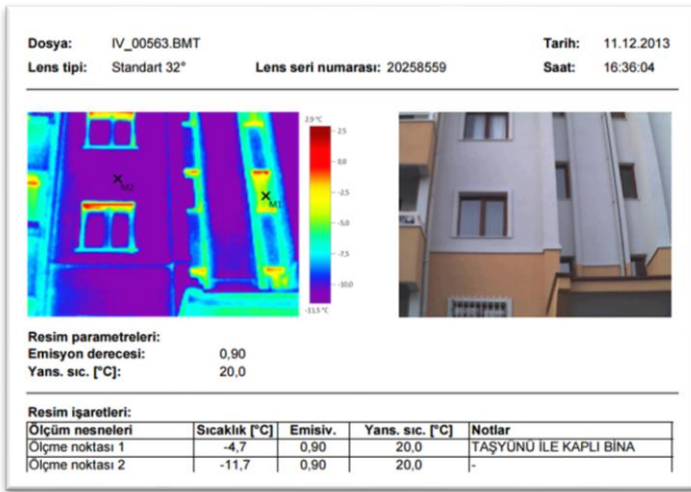 Dosya: IV_00563.BMT Tarih: 11.12.2013
Lens tipi: Standart 32° Lens seri numarası: 20258559 Saat: 16:36:04
2,9 °C
2,5
0,0
-2,5
-5,0
-7,5
-10,0
-11,5 °C
M2
M1
Resim parametreleri:
Emisyon derecesi: 0,90
Yans. sıc. [°C]: 20,0
Resim işaretleri:
Ölçüm nesneleri Sıcaklık [°C] Emisiv. Yans. sıc. [°C] Notlar
Ölçme noktası 1 -4,7 0,90 20,0 TAŞYÜNÜ İLE KAPLI BİNA
Ölçme noktası 2 -11,7 0,90 20,0 -